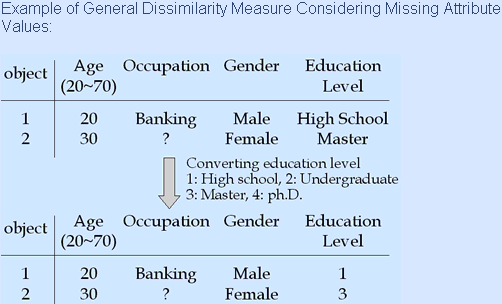 Example of General Dissimilarity Measure Considering Missing Attribute
Values:
object Age Occupation Gender Education
(20~70) Level
1 20 Banking Male High School
2 30 ? Female Master
Converting education level
1: High school, 2: Undergraduate
3: Master, 4: ph.D.
object Age Occupation Gender Education
(20~70) Level
1 20 Banking Male 1
2 30 ? Female 3